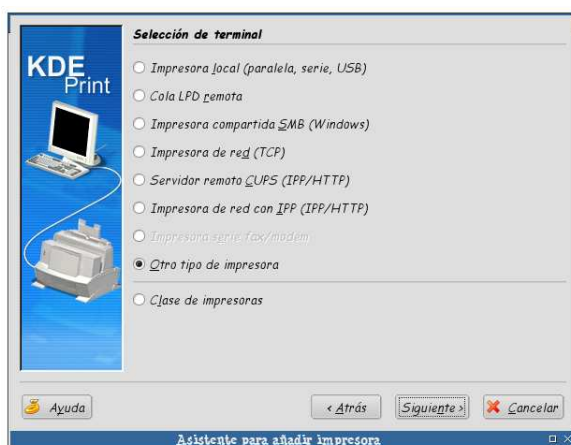 Selección de terminal
KDE
Print
Impresora local (paralela, serie, USB)
Cola LPD remota
Impresora compartida SMB (Windows)
Impresora de red (TCP)
Servidor remoto CUPS (IPP/HTTP)
Impresora de red con IPP (IPP/HTTP)
Impresora serie fax/modem
Otro tipo de impresora
Clase de impresoras
Ayuda
< Atrás
Siguiente >
Cancelar
Asistente para añadir impresora